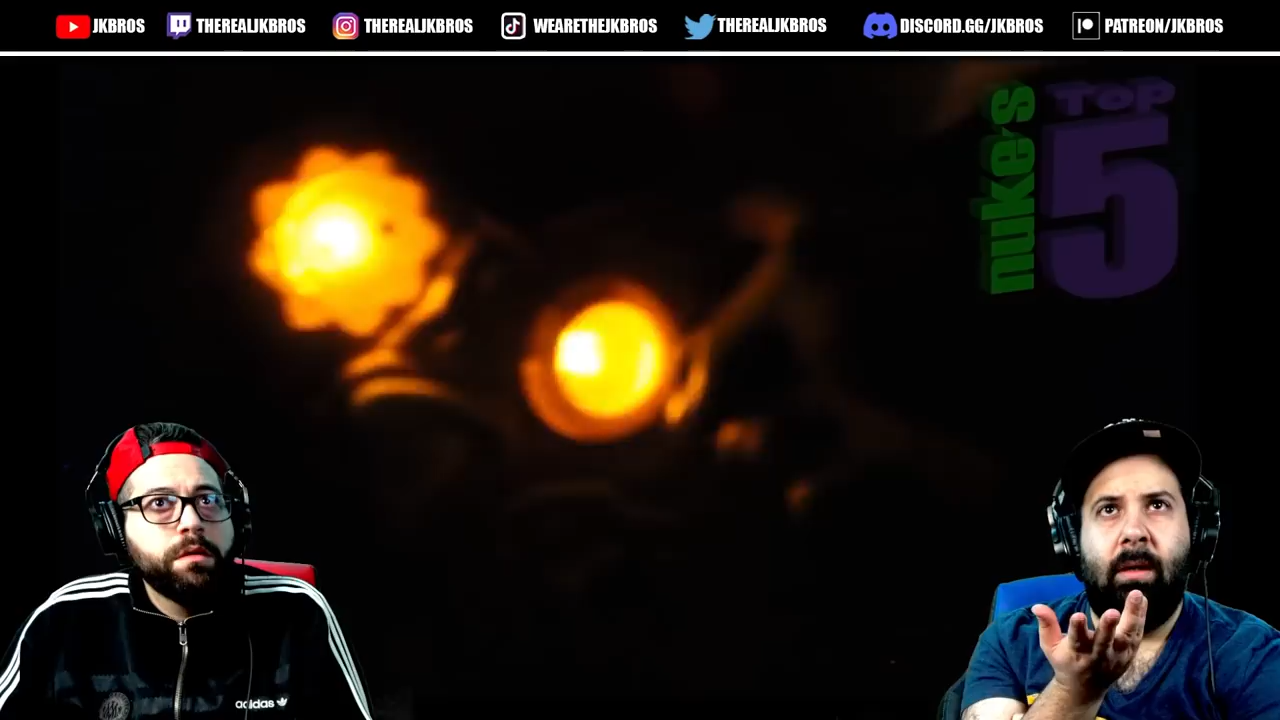 JKBROS THEREALJKBROS THEREALJKBROS WEARETHEJKBROS THEREALJKBROS DISCORD.GG/JKBROS PATREON/JKBROS
nuke's
Top
5
adidas